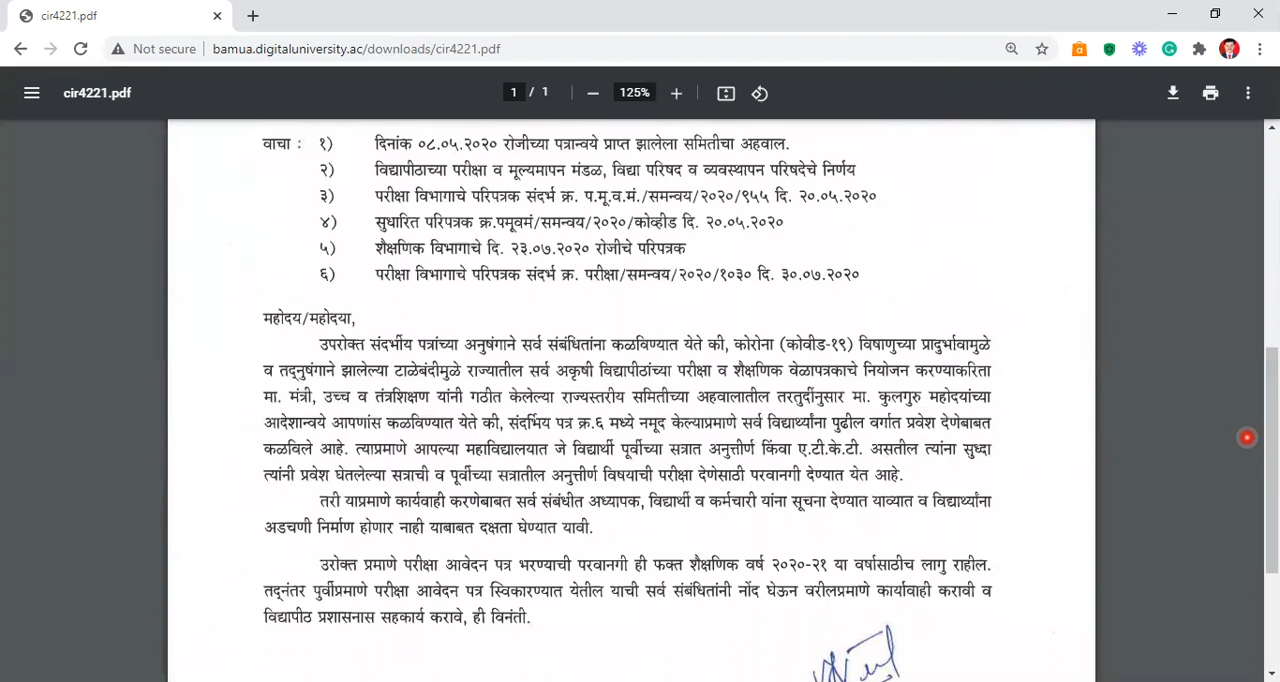 cir4221.pdf
Not secure | bamua.digitaluniversity.ac/downloads/cir4221.pdf
cir4221.pdf
1 / 1
125%
वाचा : १) दिनांक ०८.०५.२०२० रोजीच्या पत्रान्वये प्राप्त झालेला समितीचा अहवाल.
२) विद्यापीठाच्या परीक्षा व मूल्यमापन मंडळ, विद्या परिषद व व्यवस्थापन परिषदेचे निर्णय
३) परीक्षा विभागाचे परिपत्रक संदर्भ क्र. प.मू.व.मं./समन्वय/२०२०/९५५ दि. २०.०५.२०२०
४) सुधारित परिपत्रक क्र.पमूवमं/समन्वय/२०२०/कोव्हीड दि. २०.०५.२०२०
५) शैक्षणिक विभागाचे दि. २३.०७.२०२० रोजीचे परिपत्रक
६) परीक्षा विभागाचे परिपत्रक संदर्भ क्र. परीक्षा/समन्वय/२०२०/१०३० दि. ३०.०७.२०२०
महोदय/महोदया,
उपरोक्त संदर्भीय पत्रांच्या अनुषंगाने सर्व संबंधितांना कळविण्यात येते की, कोरोना (कोवीड-१९) विषाणुच्या प्रादुर्भावामुळे
व तद्नुषंगाने झालेल्या टाळेबंदीमुळे राज्यातील सर्व अकृषी विद्यापीठांच्या परीक्षा व शैक्षणिक वेळापत्रकाचे नियोजन करण्याकरिता
मा. मंत्री, उच्च व तंत्रशिक्षण यांनी गठीत केलेल्या राज्यस्तरीय समितीच्या अहवालातील तरतुदींनुसार मा. कुलगुरु महोदयांच्या
आदेशान्वये आपणांस कळविण्यात येते की, संदर्भिय पत्र क्र.६ मध्ये नमूद केल्याप्रमाणे सर्व विद्यार्थ्यांना पुढील वर्गात प्रवेश देणेबाबत
कळविले आहे. त्याप्रमाणे आपल्या महाविद्यालयात जे विद्यार्थी पूर्वीच्या सत्रात अनुत्तीर्ण किंवा ए.टी.के.टी. असतील त्यांना सुध्दा
त्यांनी प्रवेश घेतलेल्या सत्राची व पूर्वीच्या सत्रातील अनुत्तीर्ण विषयाची परीक्षा देणेसाठी परवानगी देण्यात येत आहे.
तरी याप्रमाणे कार्यवाही करणेबाबत सर्व संबंधीत अध्यापक, विद्यार्थी व कर्मचारी यांना सूचना देण्यात याव्यात व विद्यार्थ्यांना
अडचणी निर्माण होणार नाही याबाबत दक्षता घेण्यात यावी.
उरोक्त प्रमाणे परीक्षा आवेदन पत्र भरण्याची परवानगी ही फक्त शैक्षणिक वर्ष २०२०-२१ या वर्षासाठीच लागु राहील.
तद्नंतर पुर्वीप्रमाणे परीक्षा आवेदन पत्र स्विकारण्यात येतील याची सर्व संबंधितांनी नोंद घेऊन वरीलप्रमाणे कार्यावाही करावी व
विद्यापीठ प्रशासनास सहकार्य करावे, ही विनंती.